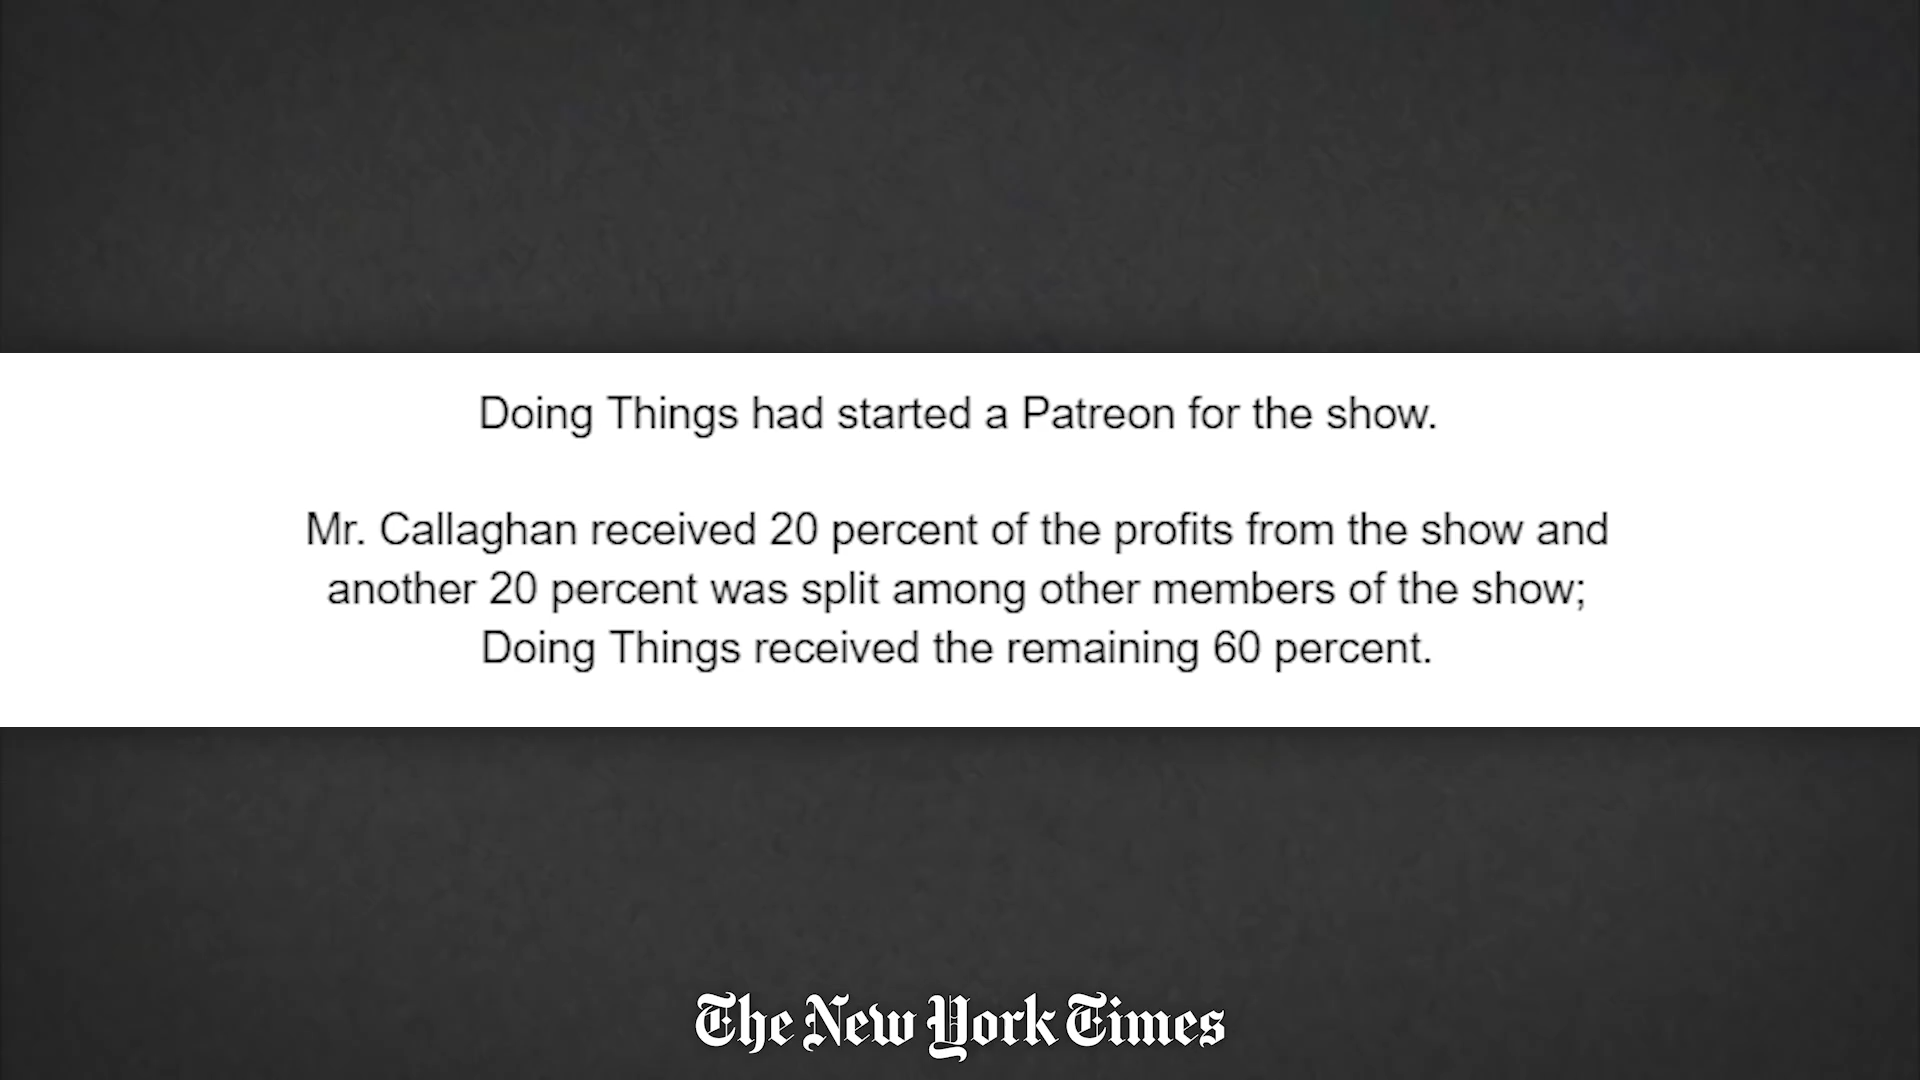 Doing Things had started a Patreon for the show.
Mr. Callaghan received 20 percent of the profits from the show and
another 20 percent was split among other members of the show;
Doing Things received the remaining 60 percent.
The New York Times